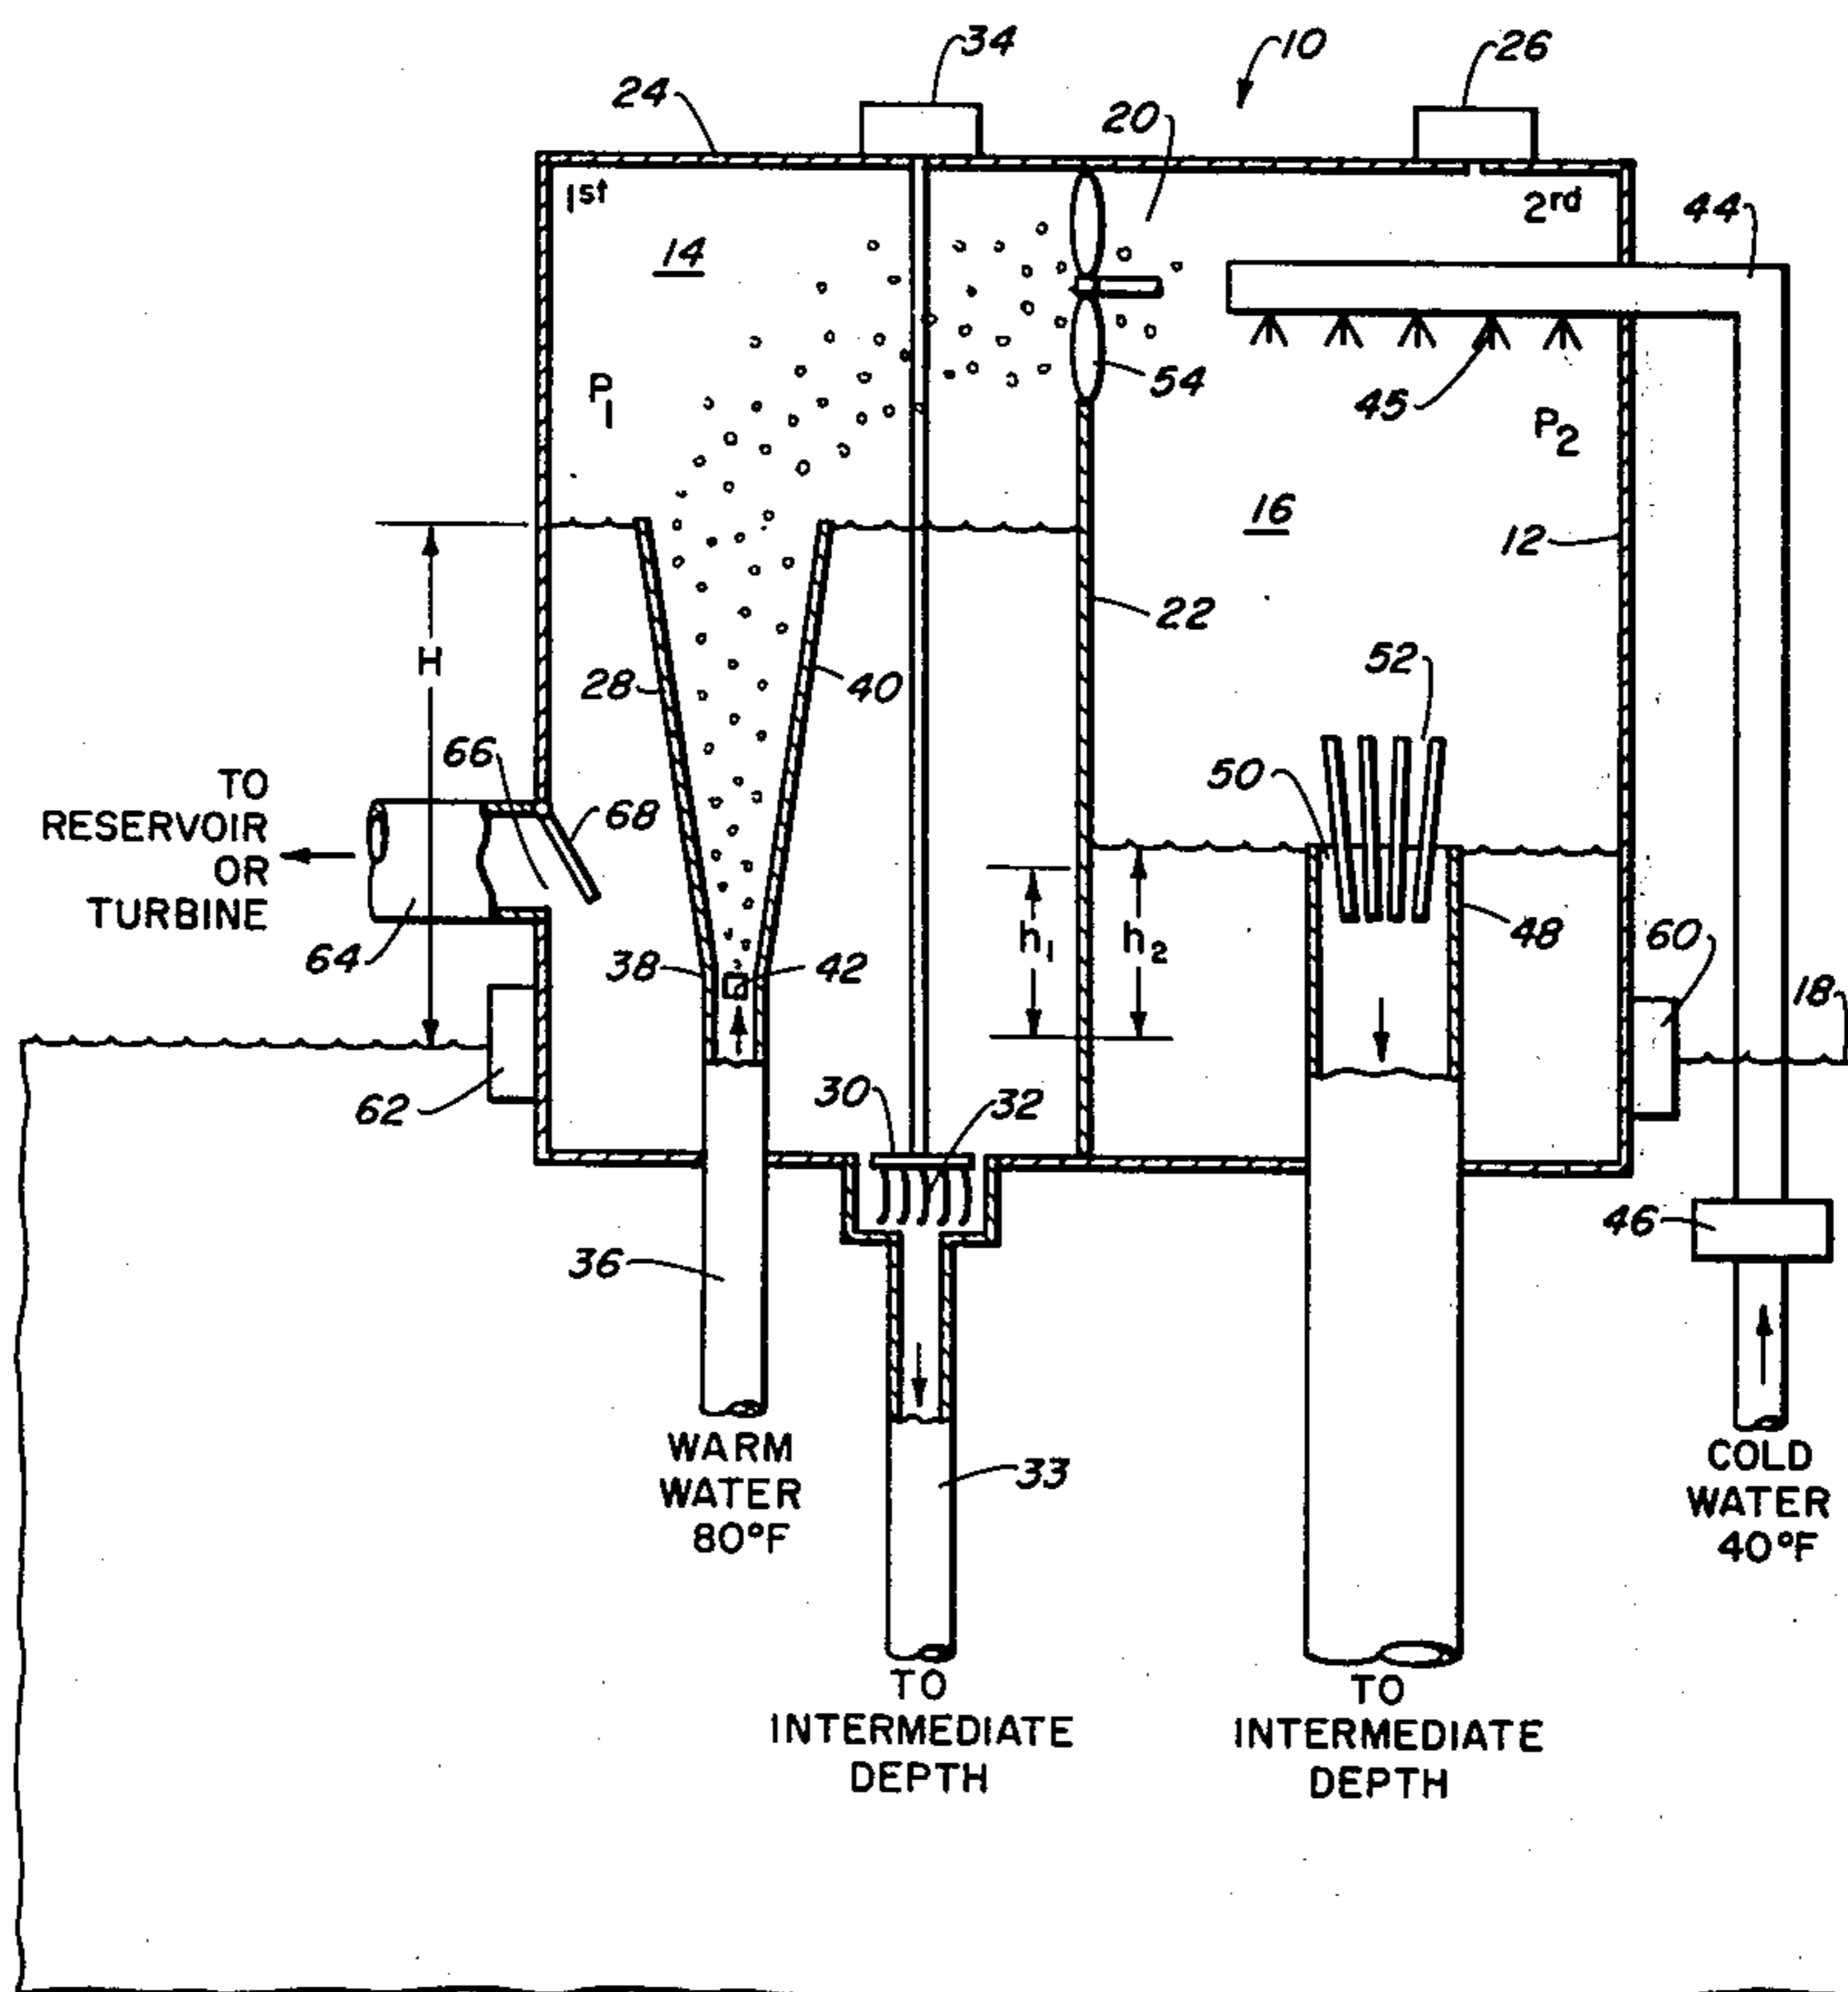 34
10
26
24
20
1st
2rd
44
14
54
45
P1
P2
16
12
H
28
40
22
52
66
50
TO
RESERVOIR
OR
TURBINE
68
64
38
42
h1
h2
48
60
18
62
30
32
46
36
WARM
WATER
80°F
33
COLD
WATER
40°F
TO
INTERMEDIATE
DEPTH
TO
INTERMEDIATE
DEPTH